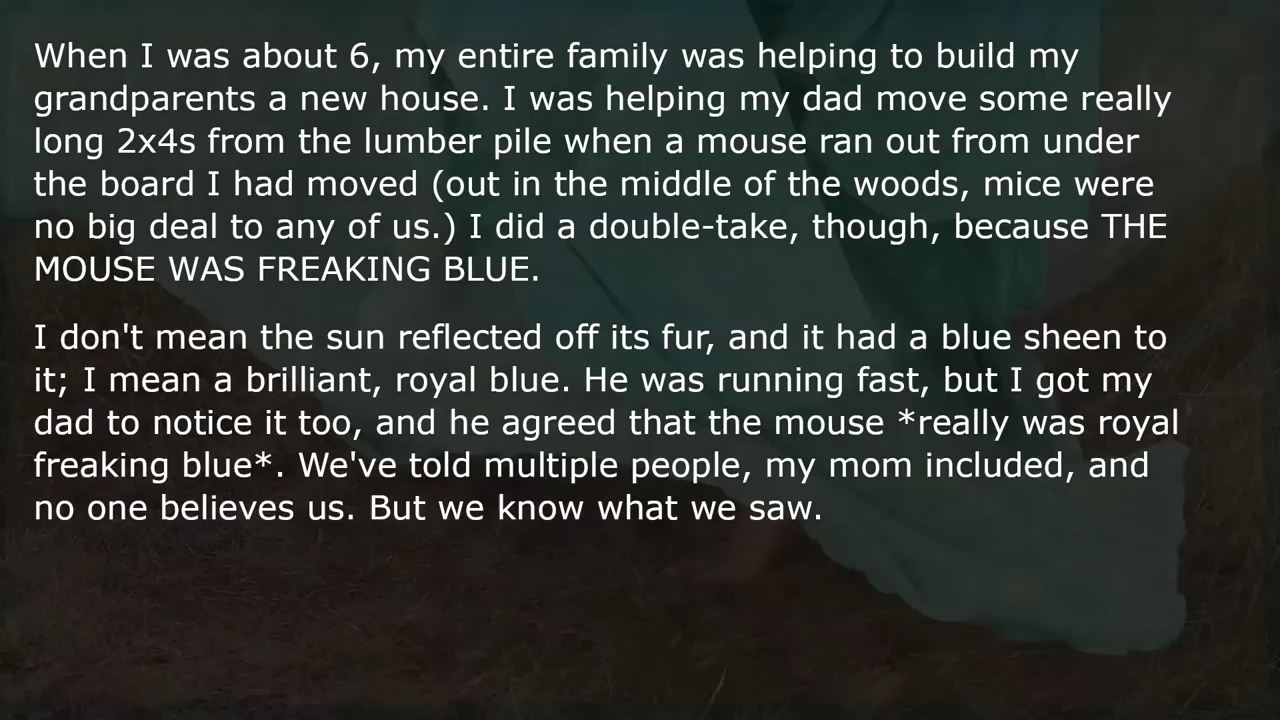 When I was about 6, my entire family was helping to build my
grandparents a new house. I was helping my dad move some really
long 2x4s from the lumber pile when a mouse ran out from under
the board I had moved (out in the middle of the woods, mice were
no big deal to any of us.) I did a double-take, though, because THE
MOUSE WAS FREAKING BLUE.
I don't mean the sun reflected off its fur, and it had a blue sheen to
it; I mean a brilliant, royal blue. He was running fast, but I got my
dad to notice it too, and he agreed that the mouse *really was royal
freaking blue*. We've told multiple people, my mom included, and
no one believes us. But we know what we saw.